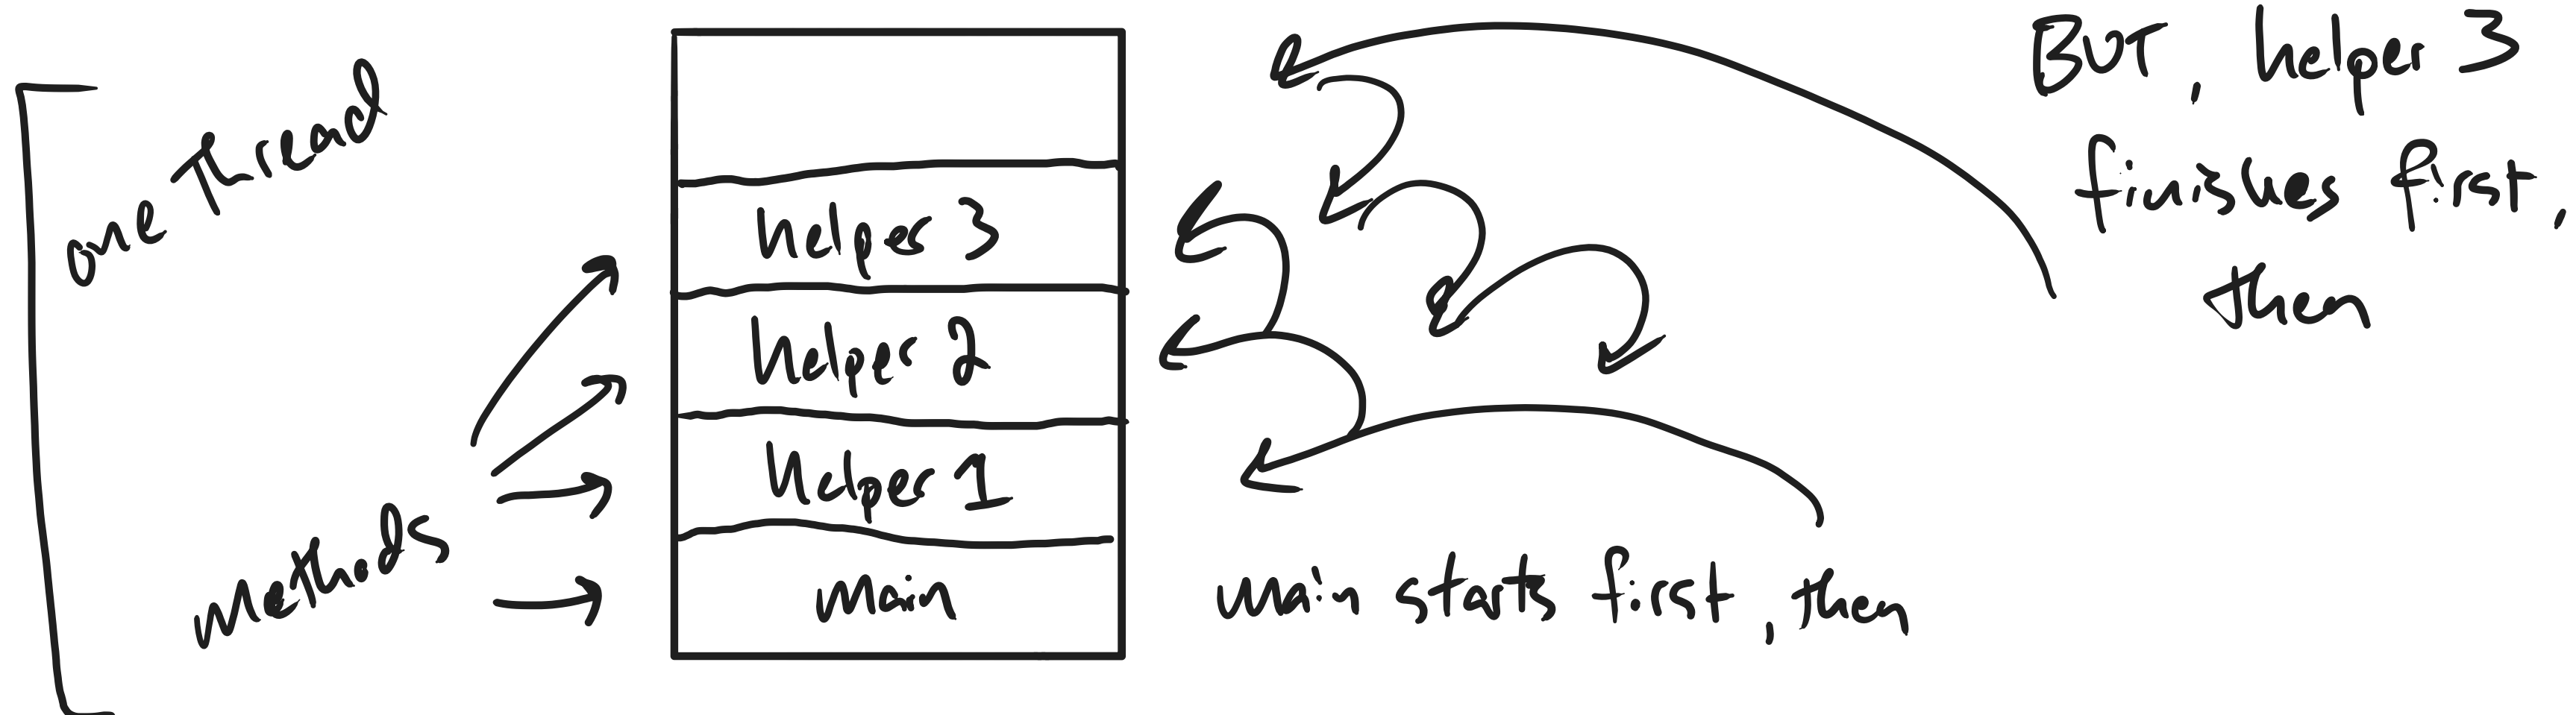 one Thread
methods
helper 3
helper 2
helper 1
main
BUT, helper 3
finishes first,
then
main starts first, then